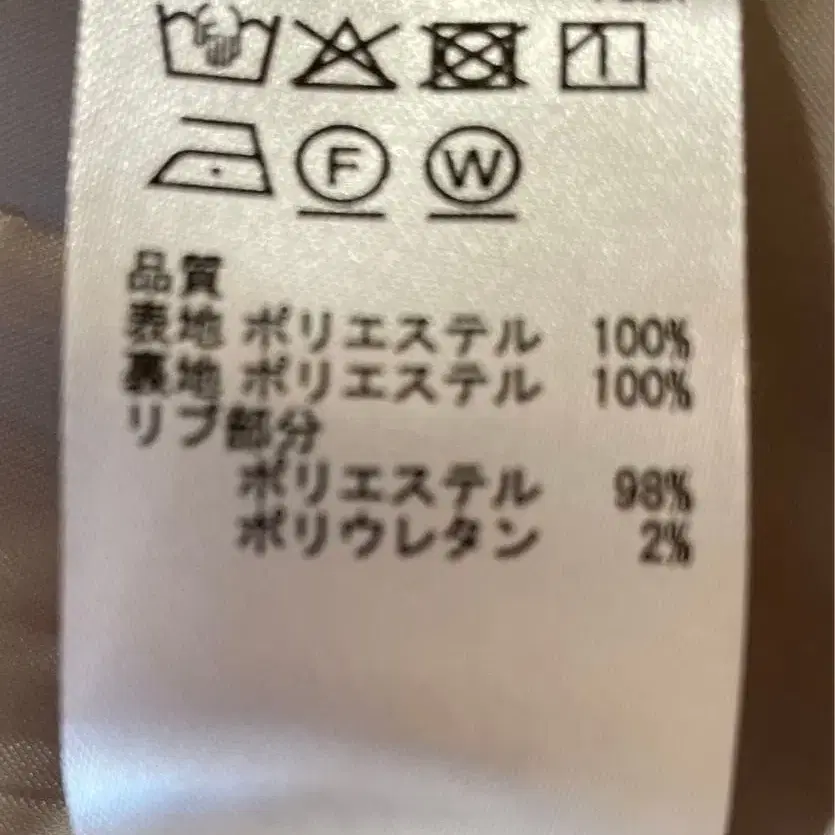 F W
品質
表地 ポリエステル 100%
裏地 ポリエステル 100%
リブ部分
ポリエステル 98%
ポリウレタン 2%